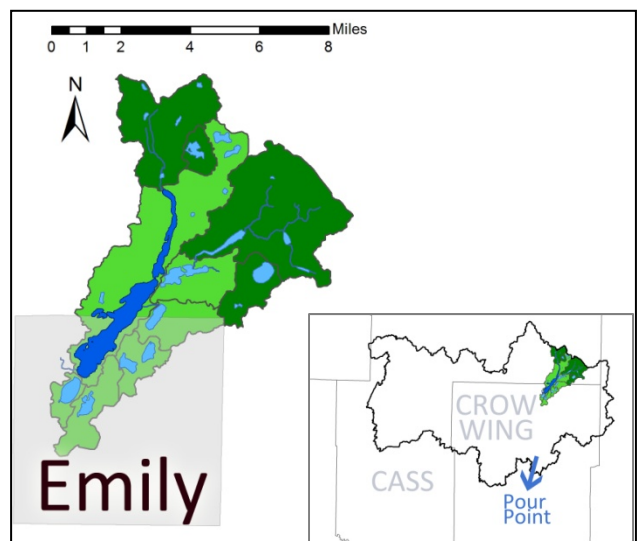 Miles
0 1 2 4 6 8
N
Emily
CROW
WING
CASS
Pour
Point